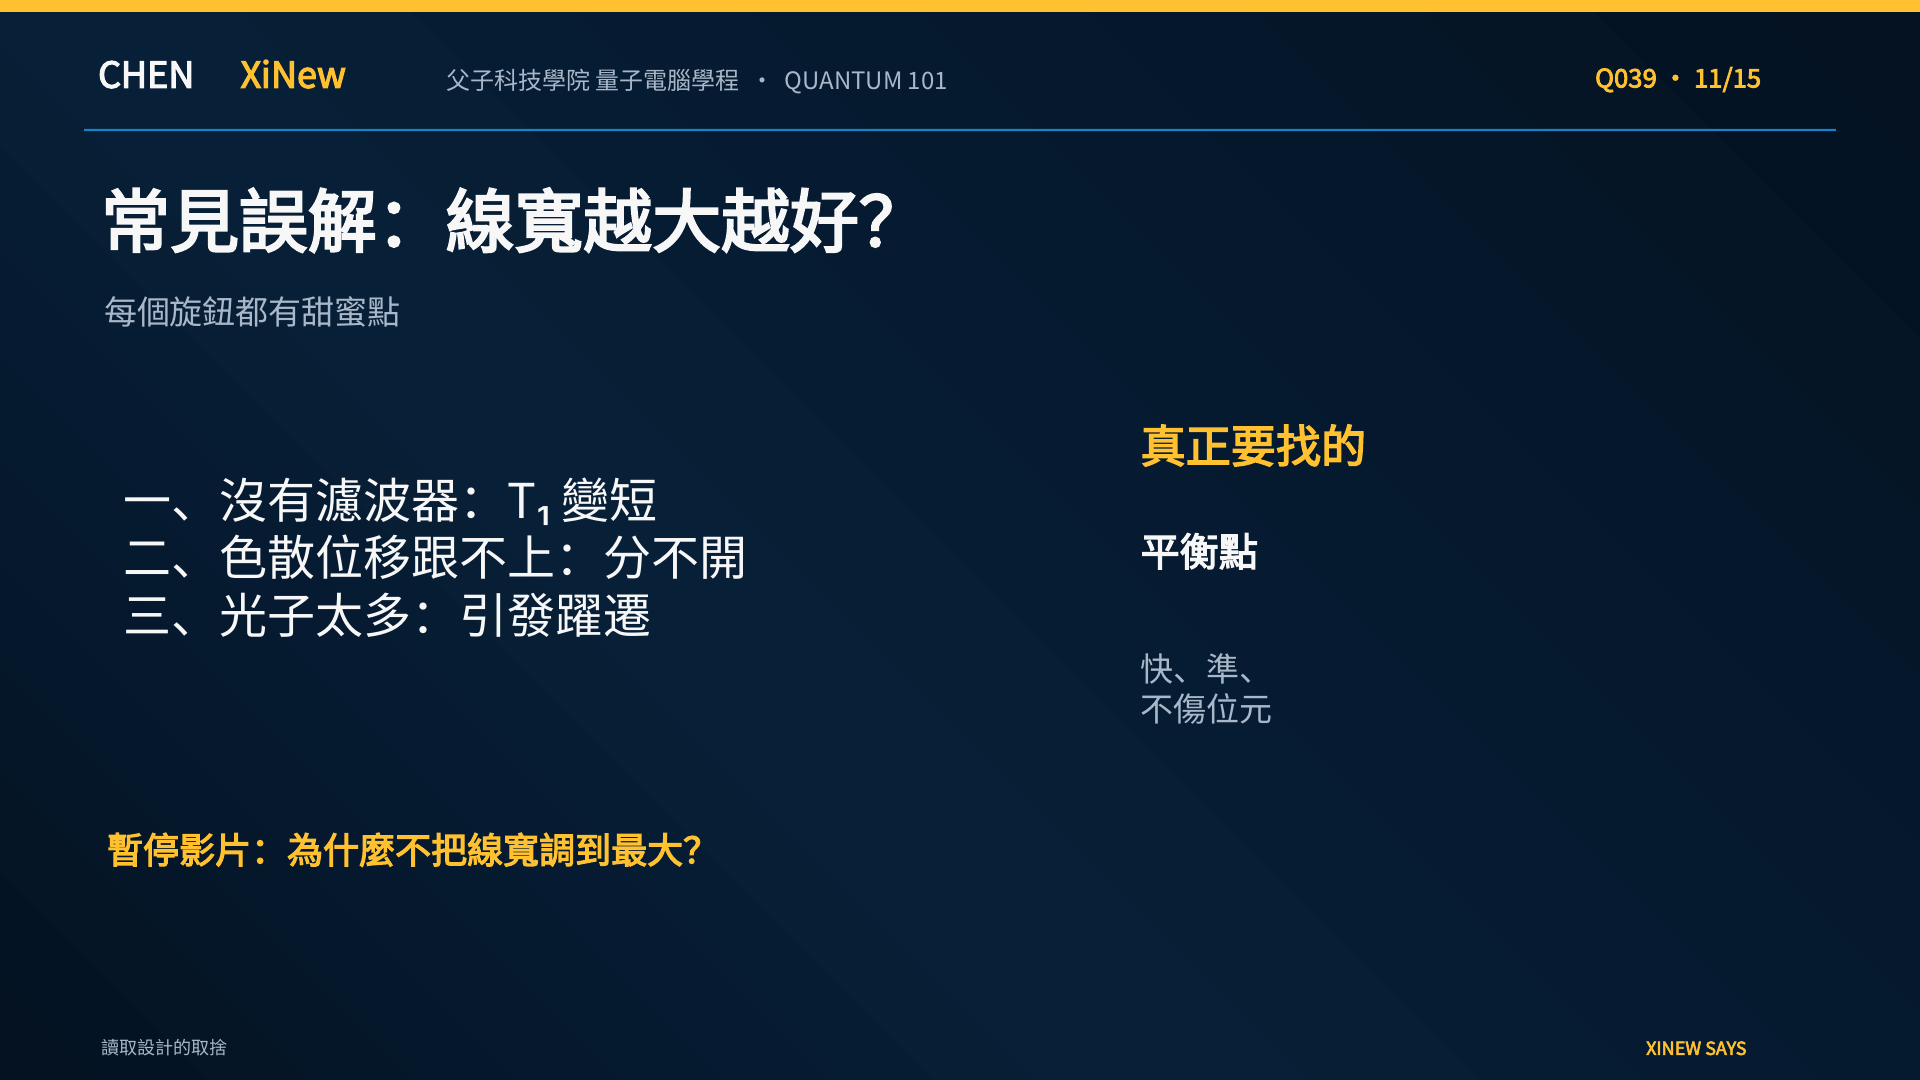 CHEN XiNew 父子科技學院 量子電腦學程 • QUANTUM 101 Q039 • 11/15
常見誤解：線寬越大越好？
每個旋鈕都有甜蜜點
一、沒有濾波器：T₁ 變短
二、色散位移跟不上：分不開
三、光子太多：引發躍遷
真正要找的
平衡點
快、準、
不傷位元
暫停影片：為什麼不把線寬調到最大？
讀取設計的取捨 XINEW SAYS